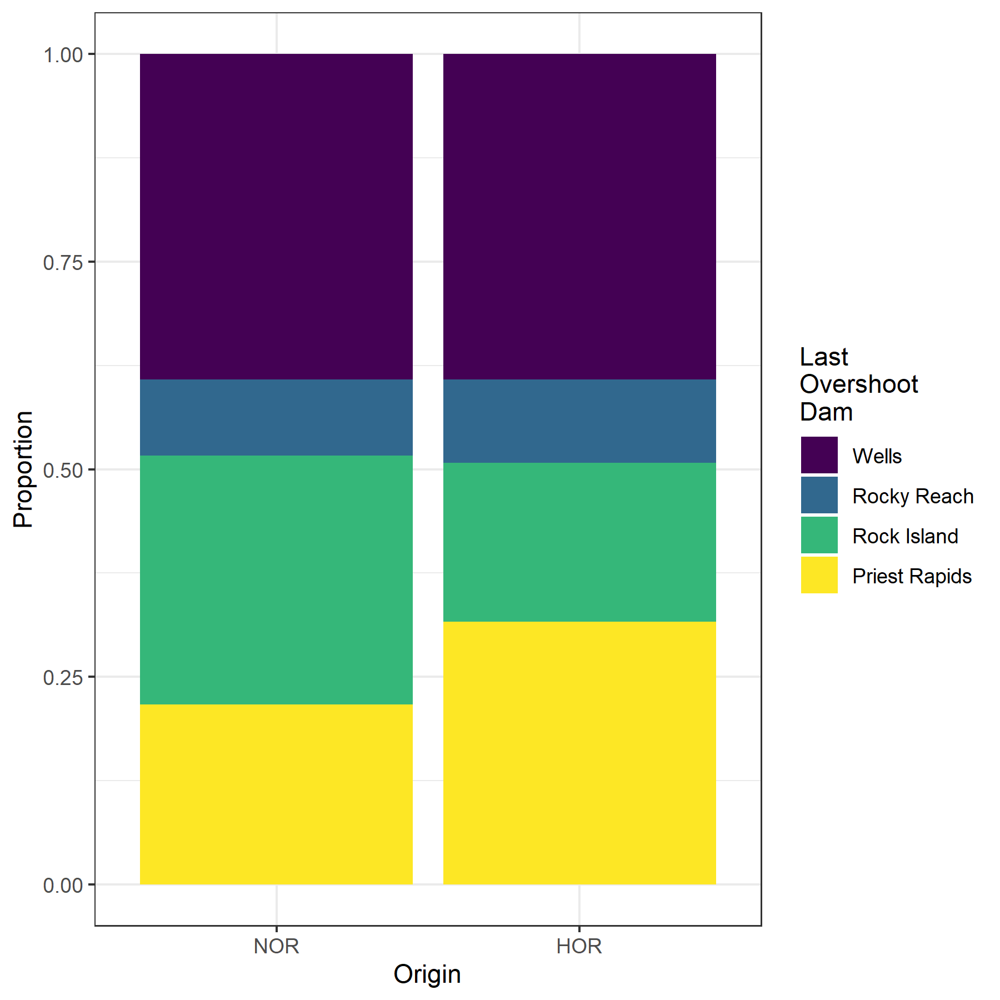 1.00
0.75
0.50
0.25
0.00
Proportion
NOR
HOR
Origin
Last
Overshoot
Dam
Wells
Rocky Reach
Rock Island
Priest Rapids